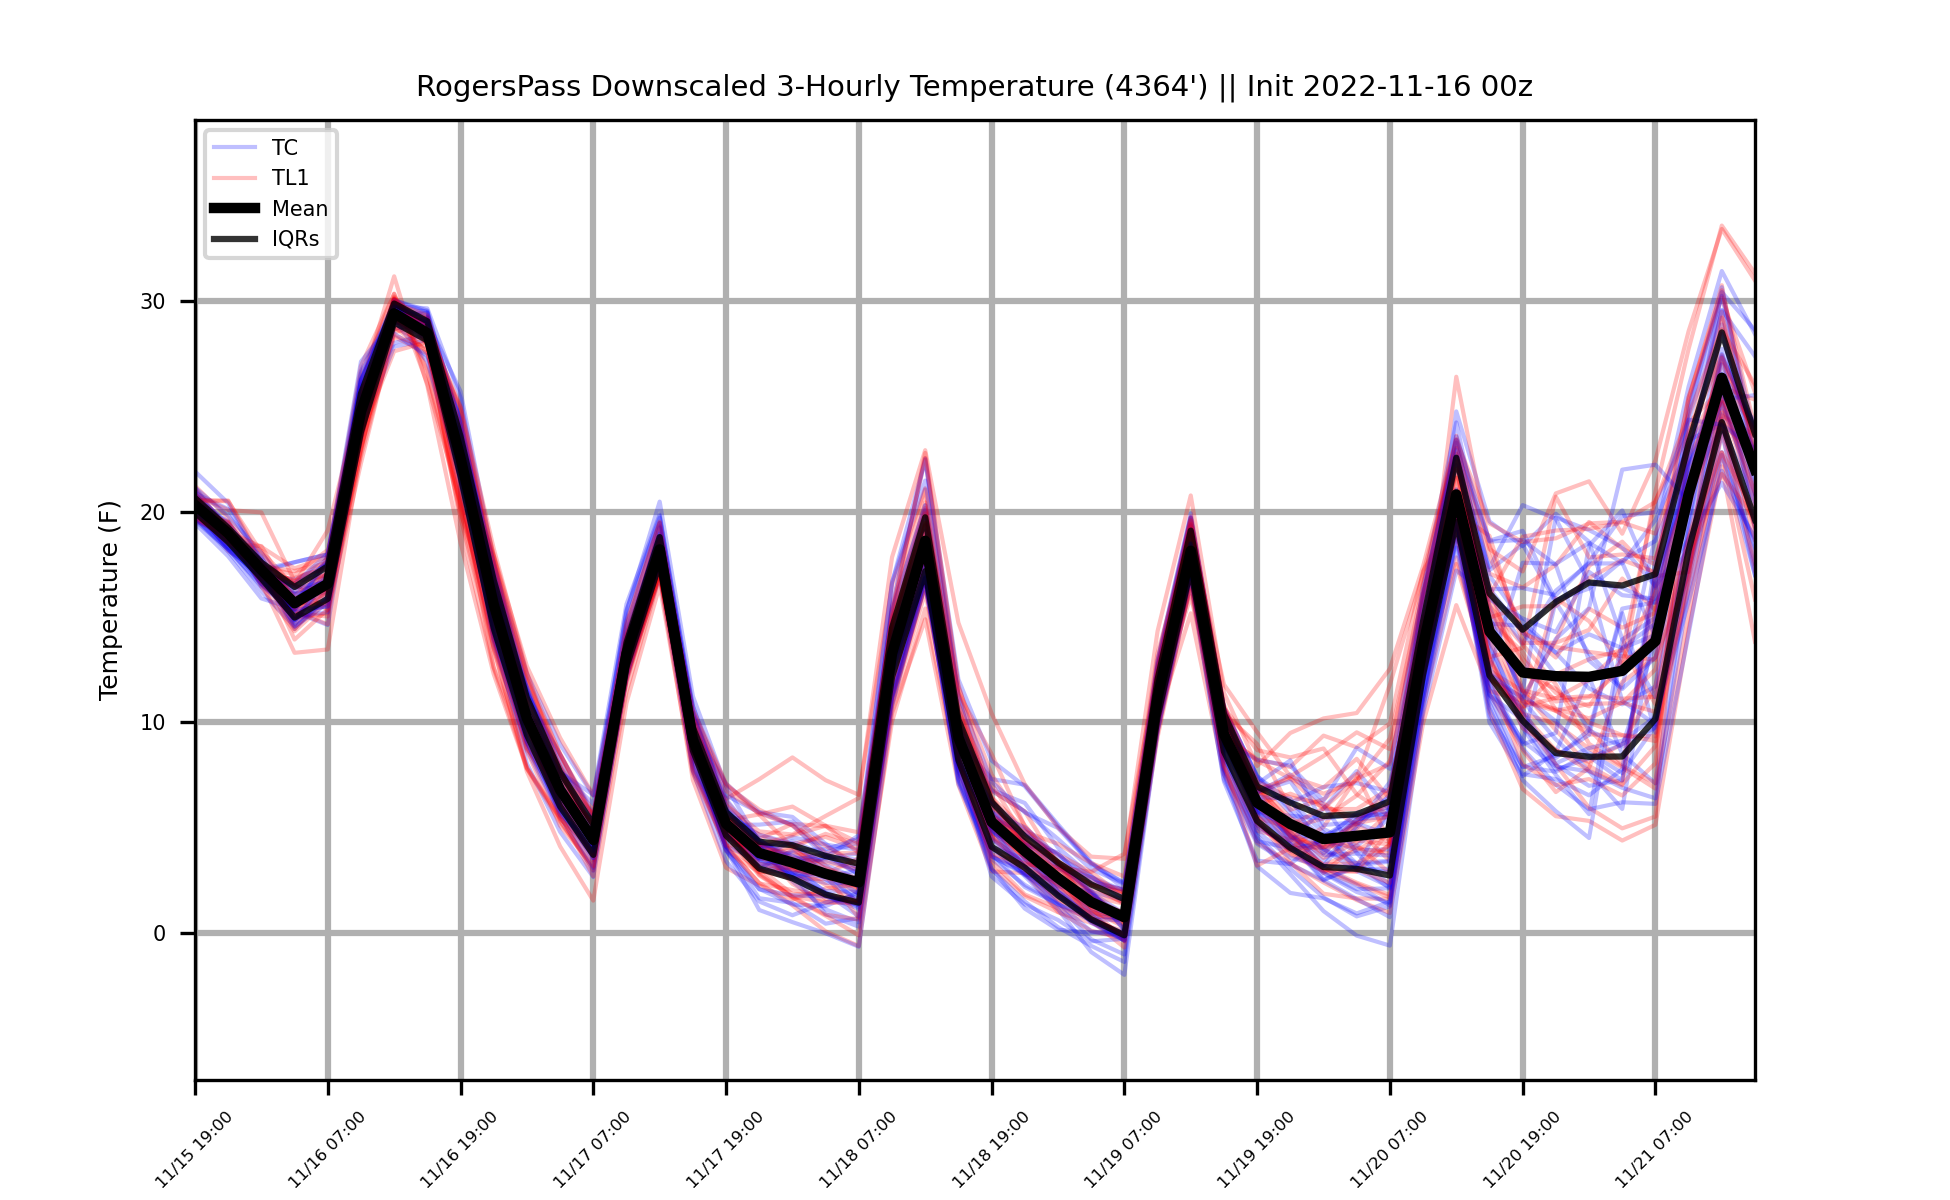 RogersPass Downscaled 3-Hourly Temperature (4364') || Init 2022-11-16 00z
TC
TL1
Mean
IQRs
Temperature (F)
30
20
10
0
11/15 19:00
11/16 07:00
11/16 19:00
11/17 07:00
11/17 19:00
11/18 07:00
11/18 19:00
11/19 07:00
11/19 19:00
11/20 07:00
11/20 19:00
11/21 07:00